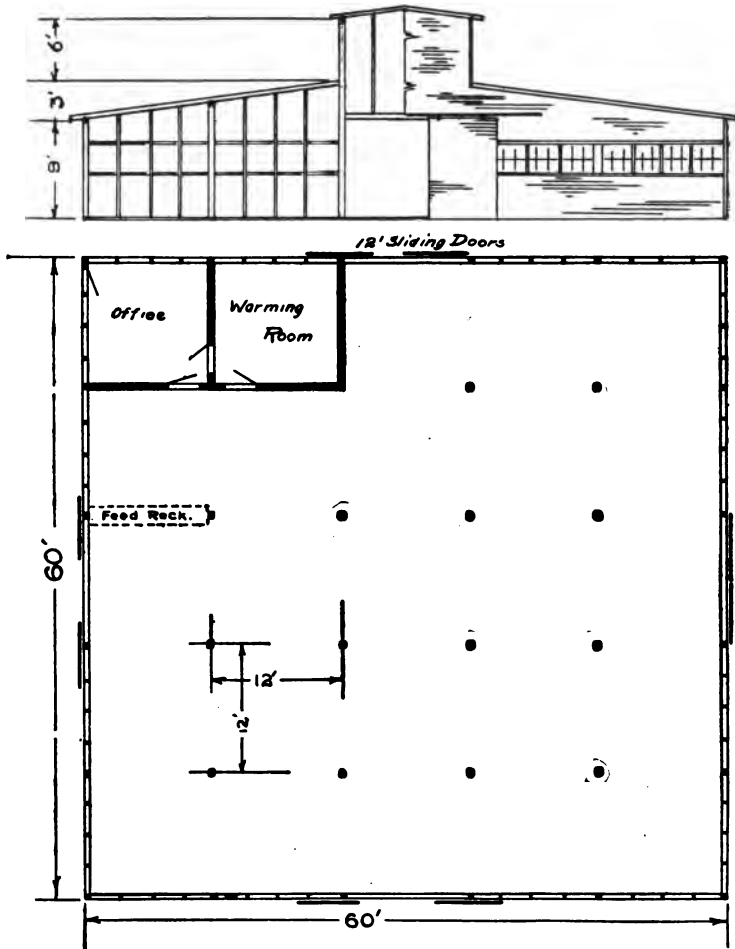 6'
3'
9'
12' Sliding Doors
Office
Warming
Room
Feed Rack.
60'
12'
12'
60'